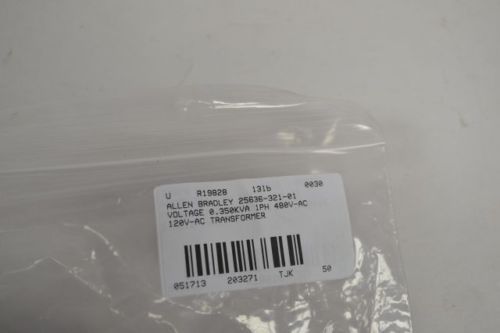 U R19828 13lb 0030
ALLEN BRADLEY 25636-321-01
VOLTAGE 0.350KVA 1PH 480V-AC
120V-AC TRANSFORMER
051713 203271 TJK 50